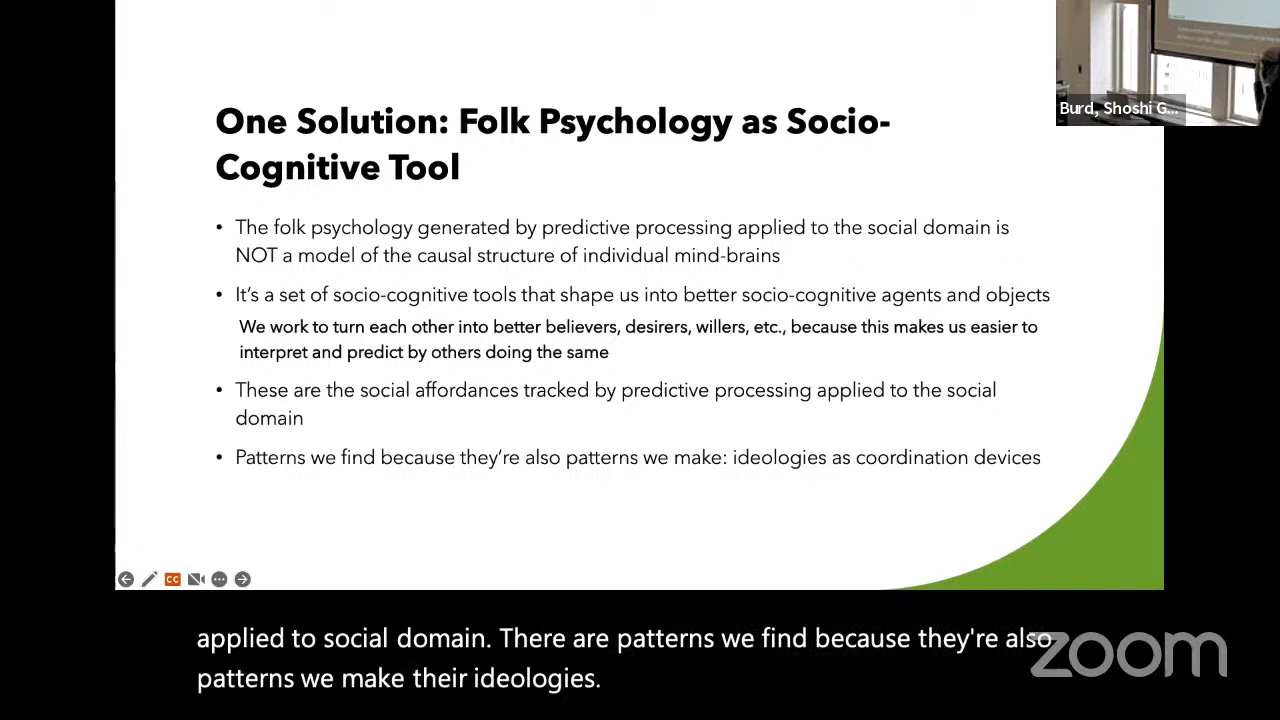 Burd, Shoshi G...
One Solution: Folk Psychology as Socio-
Cognitive Tool
• The folk psychology generated by predictive processing applied to the social domain is
NOT a model of the causal structure of individual mind-brains
• It's a set of socio-cognitive tools that shape us into better socio-cognitive agents and objects
We work to turn each other into better believers, desirers, willers, etc., because this makes us easier to
interpret and predict by others doing the same
• These are the social affordances tracked by predictive processing applied to the social
domain
• Patterns we find because they're also patterns we make: ideologies as coordination devices
CC
applied to social domain. There are patterns we find because they're also
patterns we make their ideologies.
zoom